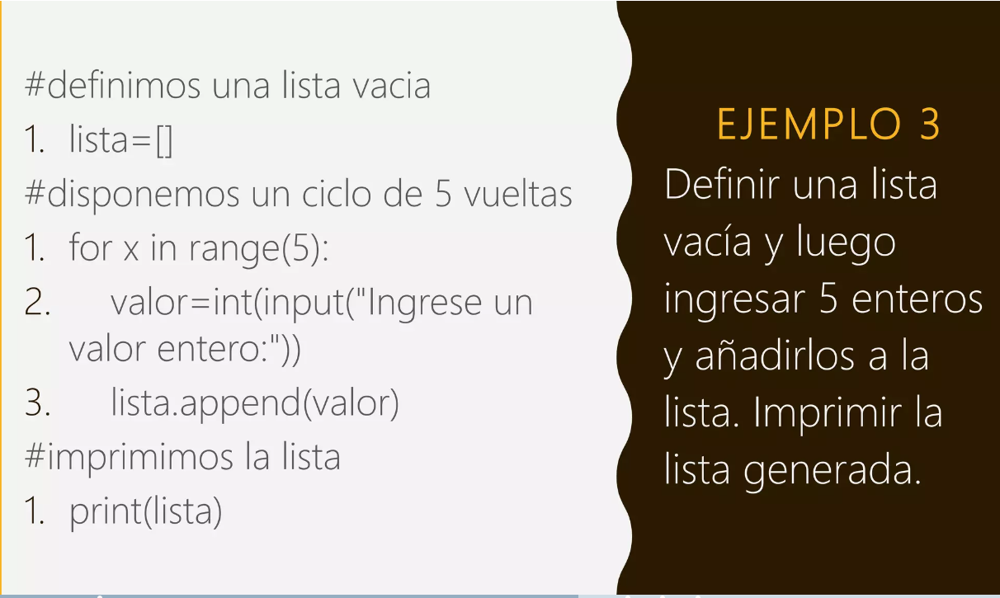 #definimos una lista vacia
1. lista=[]
#disponemos un ciclo de 5 vueltas
1. for x in range(5):
2. valor=int(input("Ingrese un
valor entero:"))
3. lista.append(valor)
#imprimimos la lista
1. print(lista)
EJEMPLO 3
Definir una lista
vacía y luego
ingresar 5 enteros
y añadirlos a la
lista. Imprimir la
lista generada.